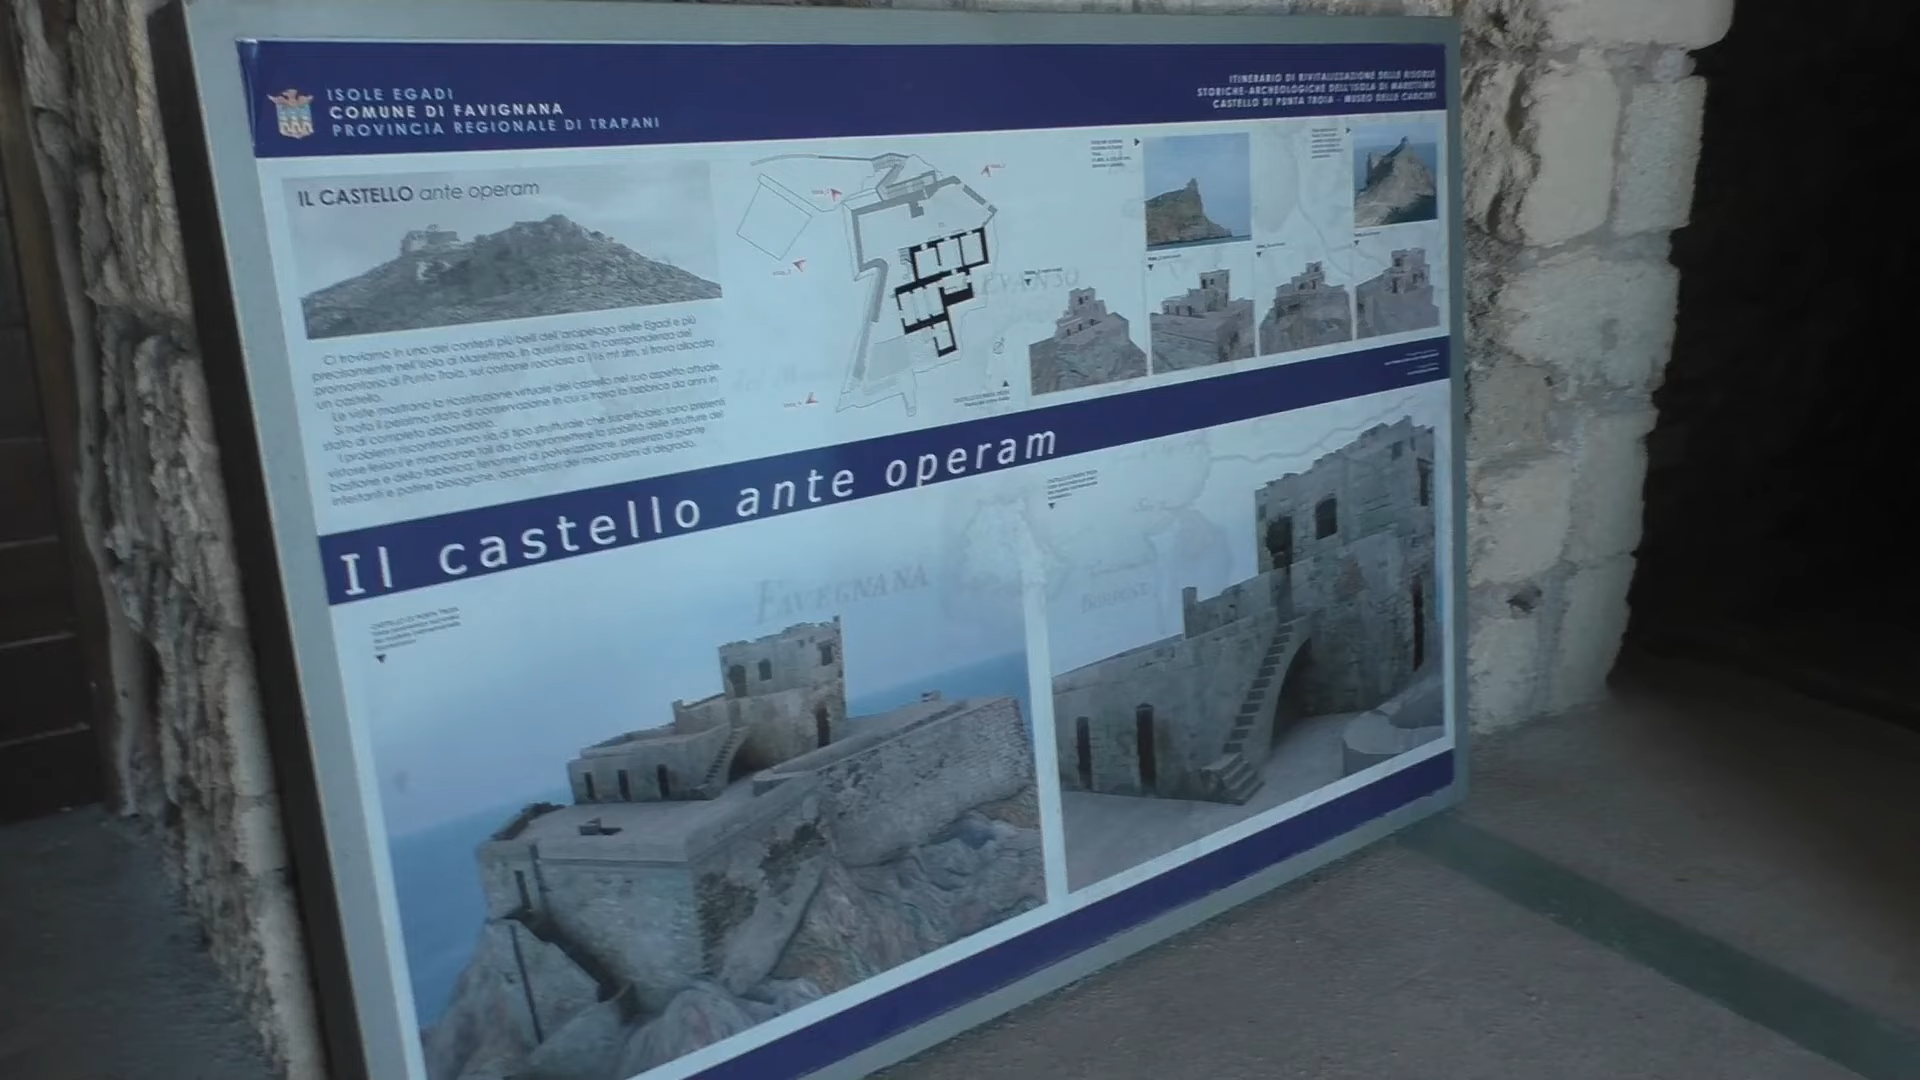 ISOLE EGADI
COMUNE DI FAVIGNANA
PROVINCIA REGIONALE DI TRAPANI
ITINERARIO DI RIVITALIZZAZIONE DELLE RISORSE
STORICHE-ARCHEOLOGICHE DELL'ISOLA DI MARETTIMO
CASTELLO DI PUNTA TROIA - MUSEO DELLE CARCERI
IL CASTELLO ante operam
Ci troviamo in uno dei contesti più belli dell'arcipelago delle Egadi e più
precisamente nell'isola di Marettimo. In quest'isola, in corrispondenza del
promontorio di Punta Troia, sul costone roccioso a 116 mt slm, si trova allocato
un castello.
Le viste mostrano la ricostruzione virtuale del castello nel suo aspetto attuale.
Si nota il pessimo stato di conservazione in cui si trova la fabbrica da anni in
stato di completo abbandono.
I problemi riscontrati sono sia di tipo strutturale che superficiale: sono presenti
vistose lesioni e mancanze tali da compromettere la stabilità delle strutture del
bastione e della fabbrica; fenomeni di polverizzazione, presenza di piante
infestanti e patine biologiche, acceleratori dei meccanismi di degrado.
EVANSO
Il castello ante operam
FAVEGNANA